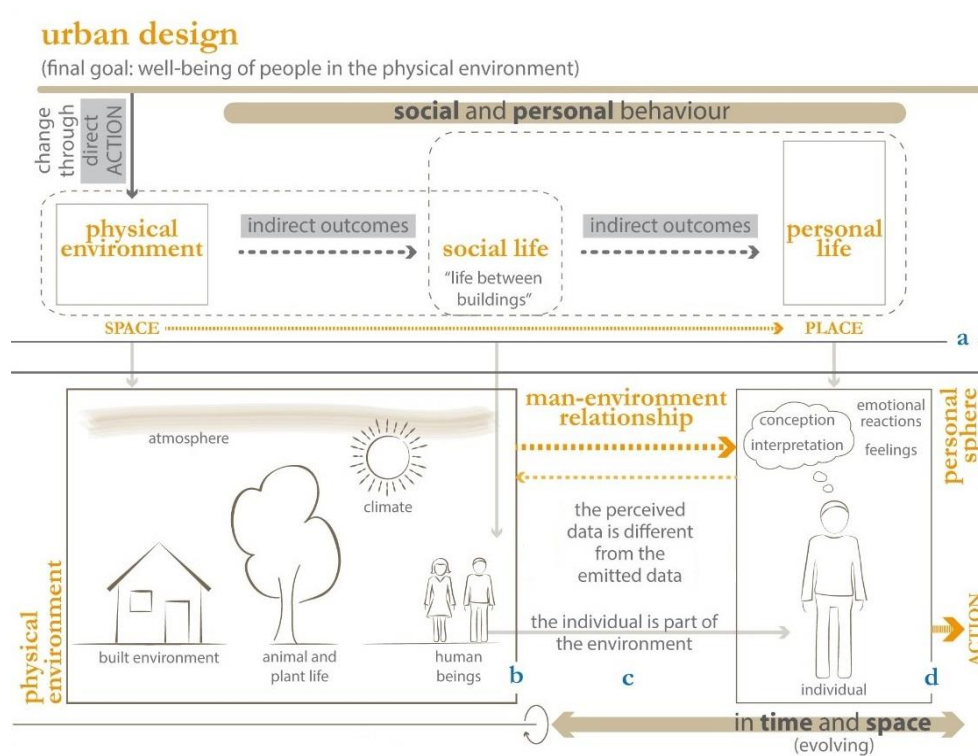 urban design
(final goal: well-being of people in the physical environment)
social and personal behaviour
change
through
direct
ACTION
physical
environment
indirect outcomes
social life
"life between
buildings"
indirect outcomes
personal
life
SPACE
PLACE
a
atmosphere
climate
built environment
animal and
plant life
human
beings
physical
environment
b
man-environment
relationship
the perceived
data is different
from the
emitted data
the individual is part of
the environment
c
conception
interpretation
emotional
reactions
feelings
individual
personal
sphere
d
ACTION
in time and space
(evolving)